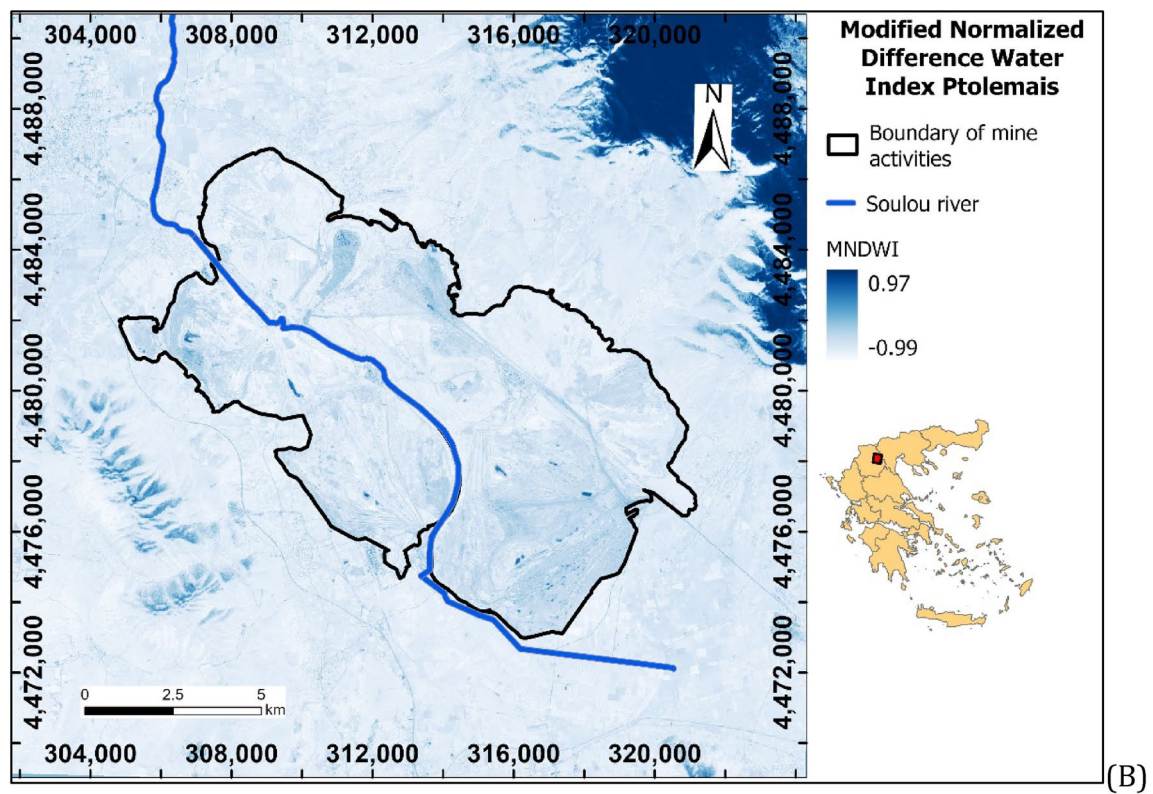 304,000 308,000 312,000 316,000 320,000
4,488,000
4,484,000
4,480,000
4,476,000
4,472,000
N
4,488,000
4,484,000
4,480,000
4,476,000
4,472,000
0 2.5 5
km
304,000 308,000 312,000 316,000 320,000
Modified Normalized
Difference Water
Index Ptolemais
Boundary of mine
activities
Soulou river
MNDWI
0.97
-0.99
(B)